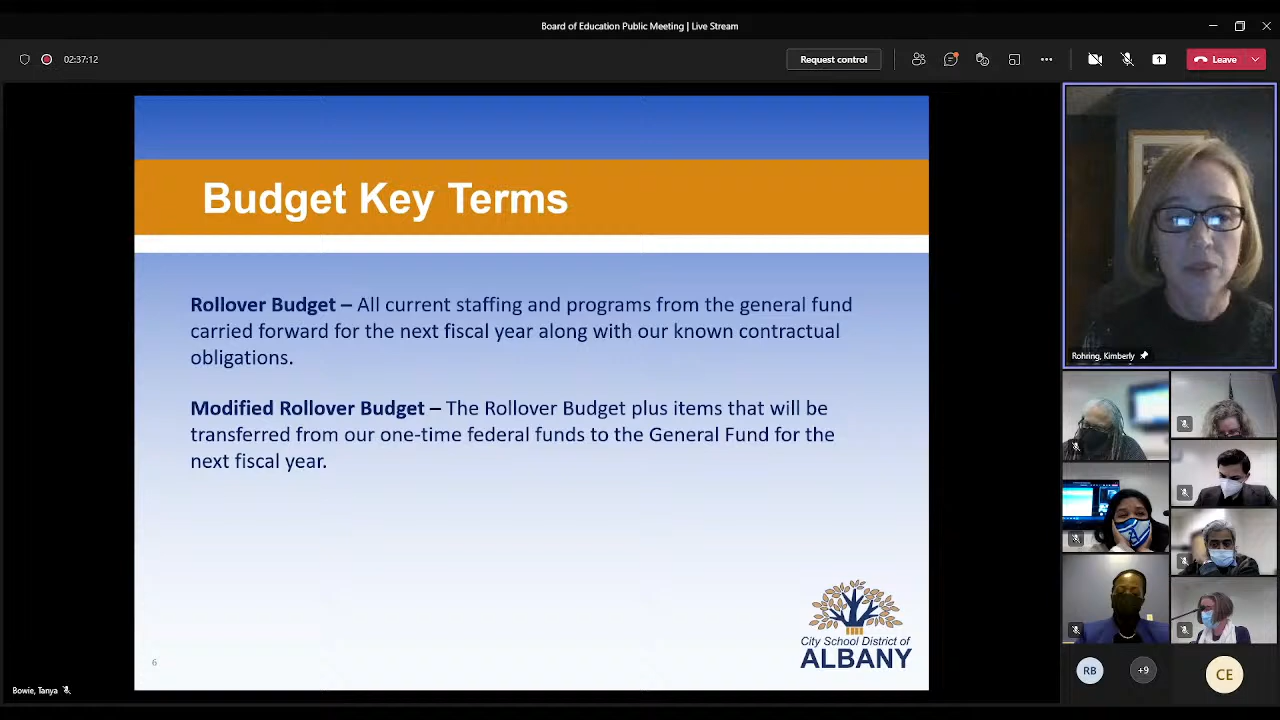 Board of Education Public Meeting | Live Stream
02:37:12
Request control
Leave
Budget Key Terms
Rollover Budget – All current staffing and programs from the general fund
carried forward for the next fiscal year along with our known contractual
obligations.
Modified Rollover Budget – The Rollover Budget plus items that will be
transferred from our one-time federal funds to the General Fund for the
next fiscal year.
City School District of
ALBANY
6
Bowie, Tanya
Rohring, Kimberly
RB
+9
CE